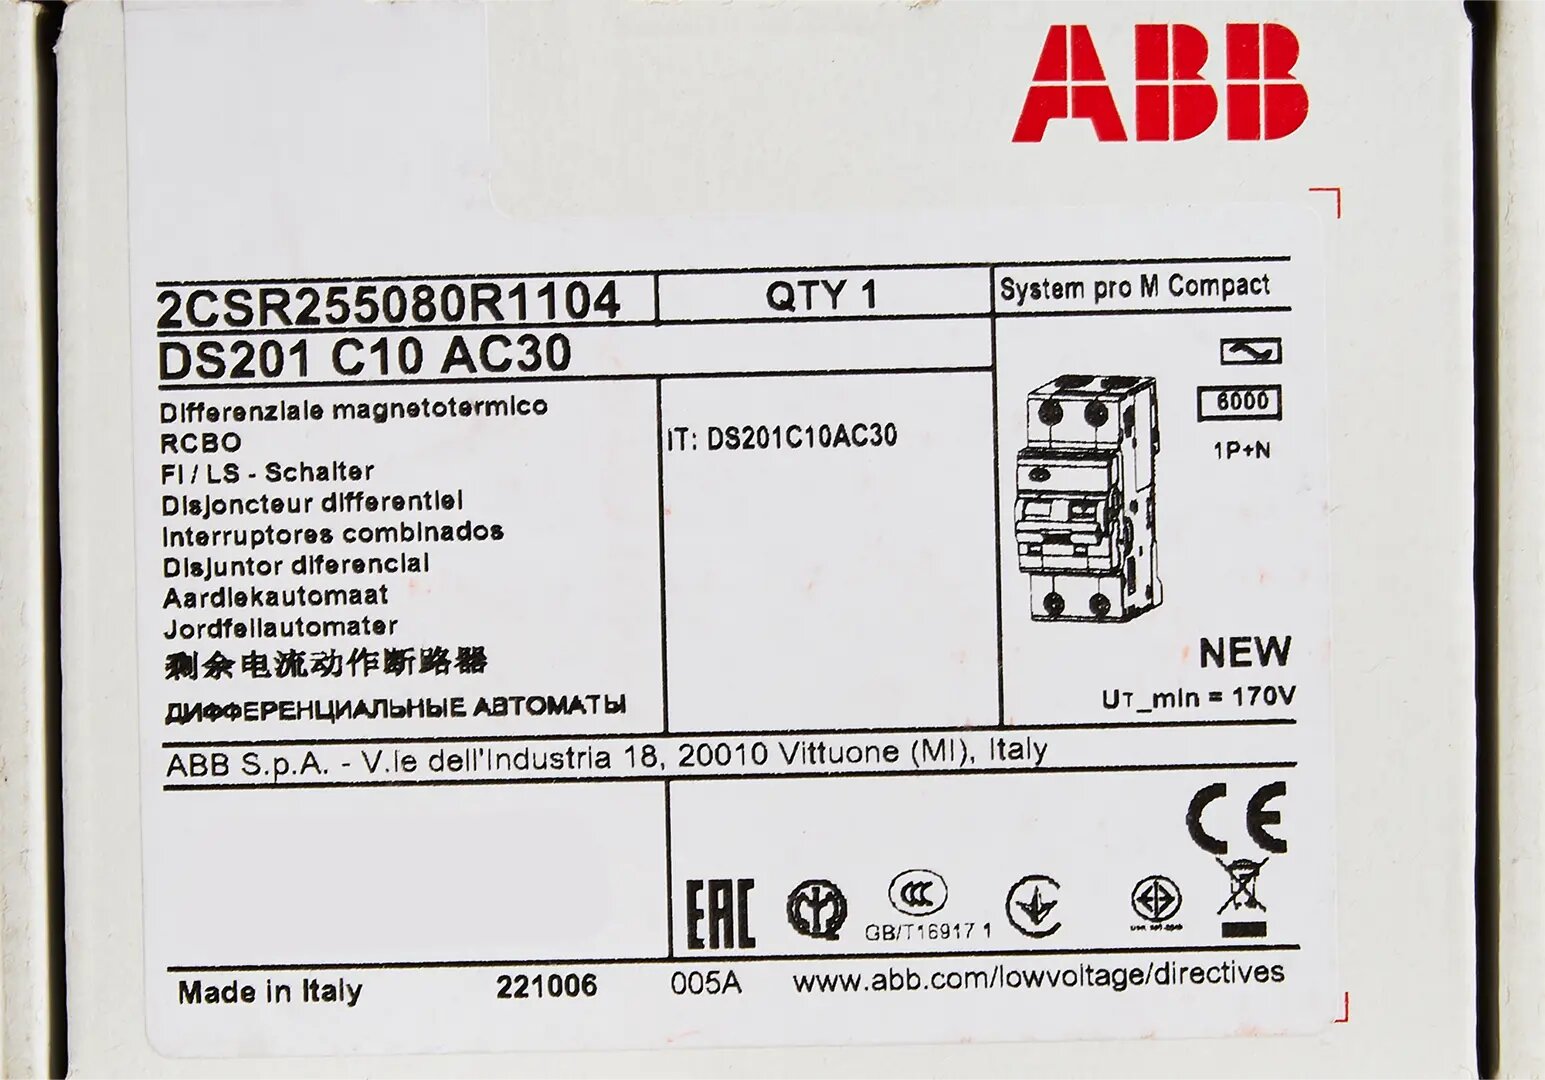 ABB
2CSR255080R1104
QTY 1
System pro M Compact
DS201 C10 AC30
6000
1P+N
Differenziale magnetotermico
RCBO
FI / LS - Schalter
Disjoncteur differentiel
Interruptores combinados
Disjuntor diferencial
Aardlekautomaat
Jordfeilautomater
剩余电流动作断路器
ДИФФЕРЕНЦИАЛЬНЫЕ АВТОМАТЫ
IT: DS201C10AC30
NEW
UT_min = 170V
ABB S.p.A. - V.le dell'Industria 18, 20010 Vittuone (MI), Italy
CE
EAC
CCC
GB/T16917 1
Made in Italy
221006
005A
www.abb.com/lowvoltage/directives